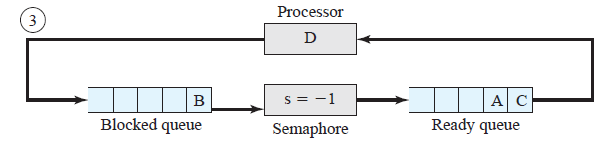 3
Processor
D
B
s = −1
A C
Blocked queue
Semaphore
Ready queue